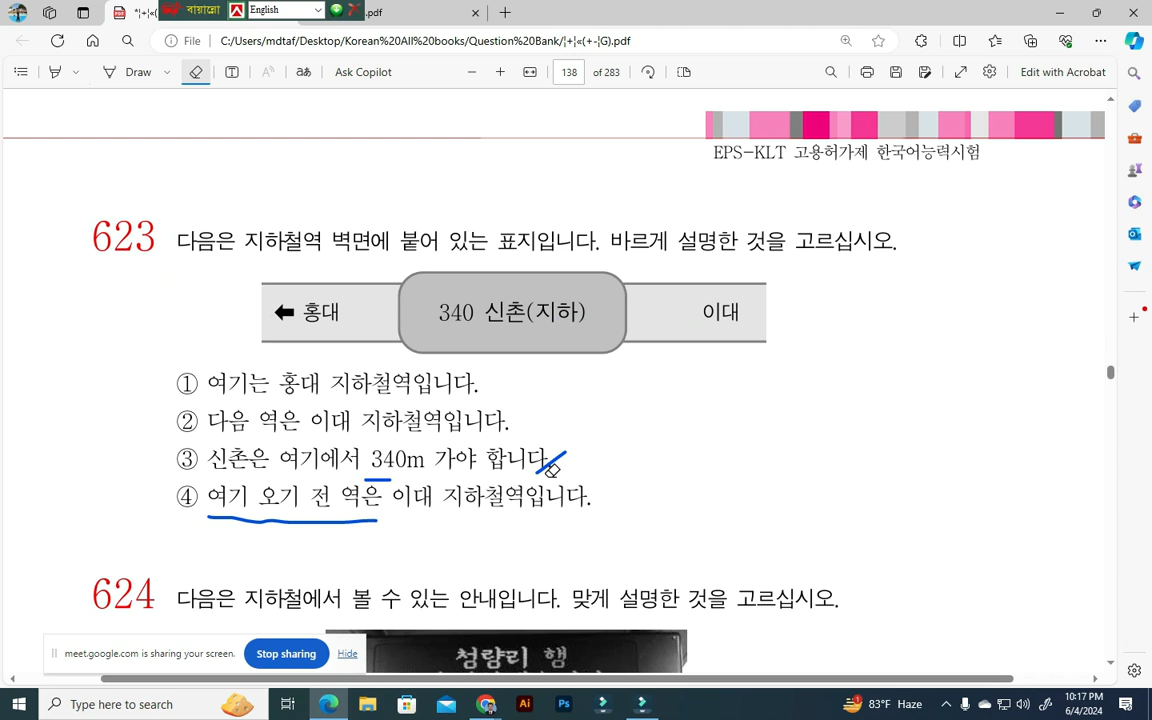 বায়ান্নো
English
.pdf
File
C:/Users/mdtaf/Desktop/Korean%20All%20books/Question%20Bank/¦+¦«(+-¦G).pdf
Draw
aあ
Ask Copilot
138 of 283
Edit with Acrobat
EPS-KLT 고용허가제 한국어능력시험
623 다음은 지하철역 벽면에 붙어 있는 표지입니다. 바르게 설명한 것을 고르십시오.
홍대
340 신촌(지하)
이대
① 여기는 홍대 지하철역입니다.
② 다음 역은 이대 지하철역입니다.
③ 신촌은 여기에서 340m 가야 합니다.
④ 여기 오기 전 역은 이대 지하철역입니다.
624 다음은 지하철에서 볼 수 있는 안내입니다. 맞게 설명한 것을 고르십시오.
청량리 행
meet.google.com is sharing your screen.
Stop sharing
Hide
Type here to search
Ai
Ps
83°F Haze
10:17 PM
6/4/2024